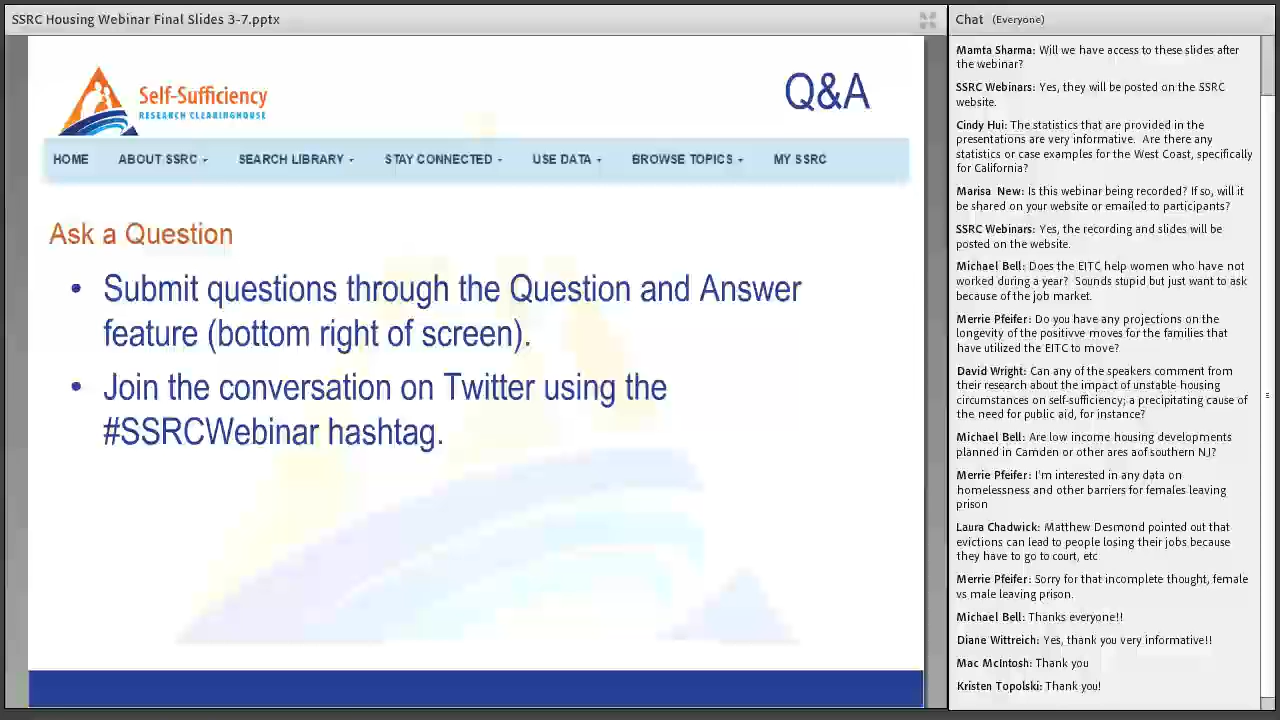 SSRC Housing Webinar Final Slides 3-7.pptx
Self-Sufficiency
RESEARCH CLEARINGHOUSE
Q&A
HOME ABOUT SSRC SEARCH LIBRARY STAY CONNECTED USE DATA BROWSE TOPICS MY SSRC
Ask a Question
• Submit questions through the Question and Answer
feature (bottom right of screen).
• Join the conversation on Twitter using the
#SSRCWebinar hashtag.
Chat (Everyone)
Mamta Sharma: Will we have access to these slides after
the webinar?
SSRC Webinars: Yes, they will be posted on the SSRC
website.
Cindy Hui: The statistics that are provided in the
presentations are very informative. Are there any
statistics or case examples for the West Coast, specifically
for California?
Marisa New: Is this webinar being recorded? If so, will it
be shared on your website or emailed to participants?
SSRC Webinars: Yes, the recording and slides will be
posted on the website.
Michael Bell: Does the EITC help women who have not
worked during a year? Sounds stupid but just want to ask
because of the job market.
Merrie Pfeifer: Do you have any projections on the
longevity of the positivve moves for the families that
have utilized the EITC to move?
David Wright: Can any of the speakers comment from
their research about the impact of unstable housing
circumstances on self-sufficiency; a precipitating cause of
the need for public aid, for instance?
Michael Bell: Are low income housing developments
planned in Camden or other ares aof southern NJ?
Merrie Pfeifer: I'm interested in any data on
homelessness and other barriers for females leaving
prison
Laura Chadwick: Matthew Desmond pointed out that
evictions can lead to people losing their jobs because
they have to go to court, etc
Merrie Pfeifer: Sorry for that incomplete thought, female
vs male leaving prison.
Michael Bell: Thanks everyone!!
Diane Wittreich: Yes, thank you very informative!!
Mac McIntosh: Thank you
Kristen Topolski: Thank you!